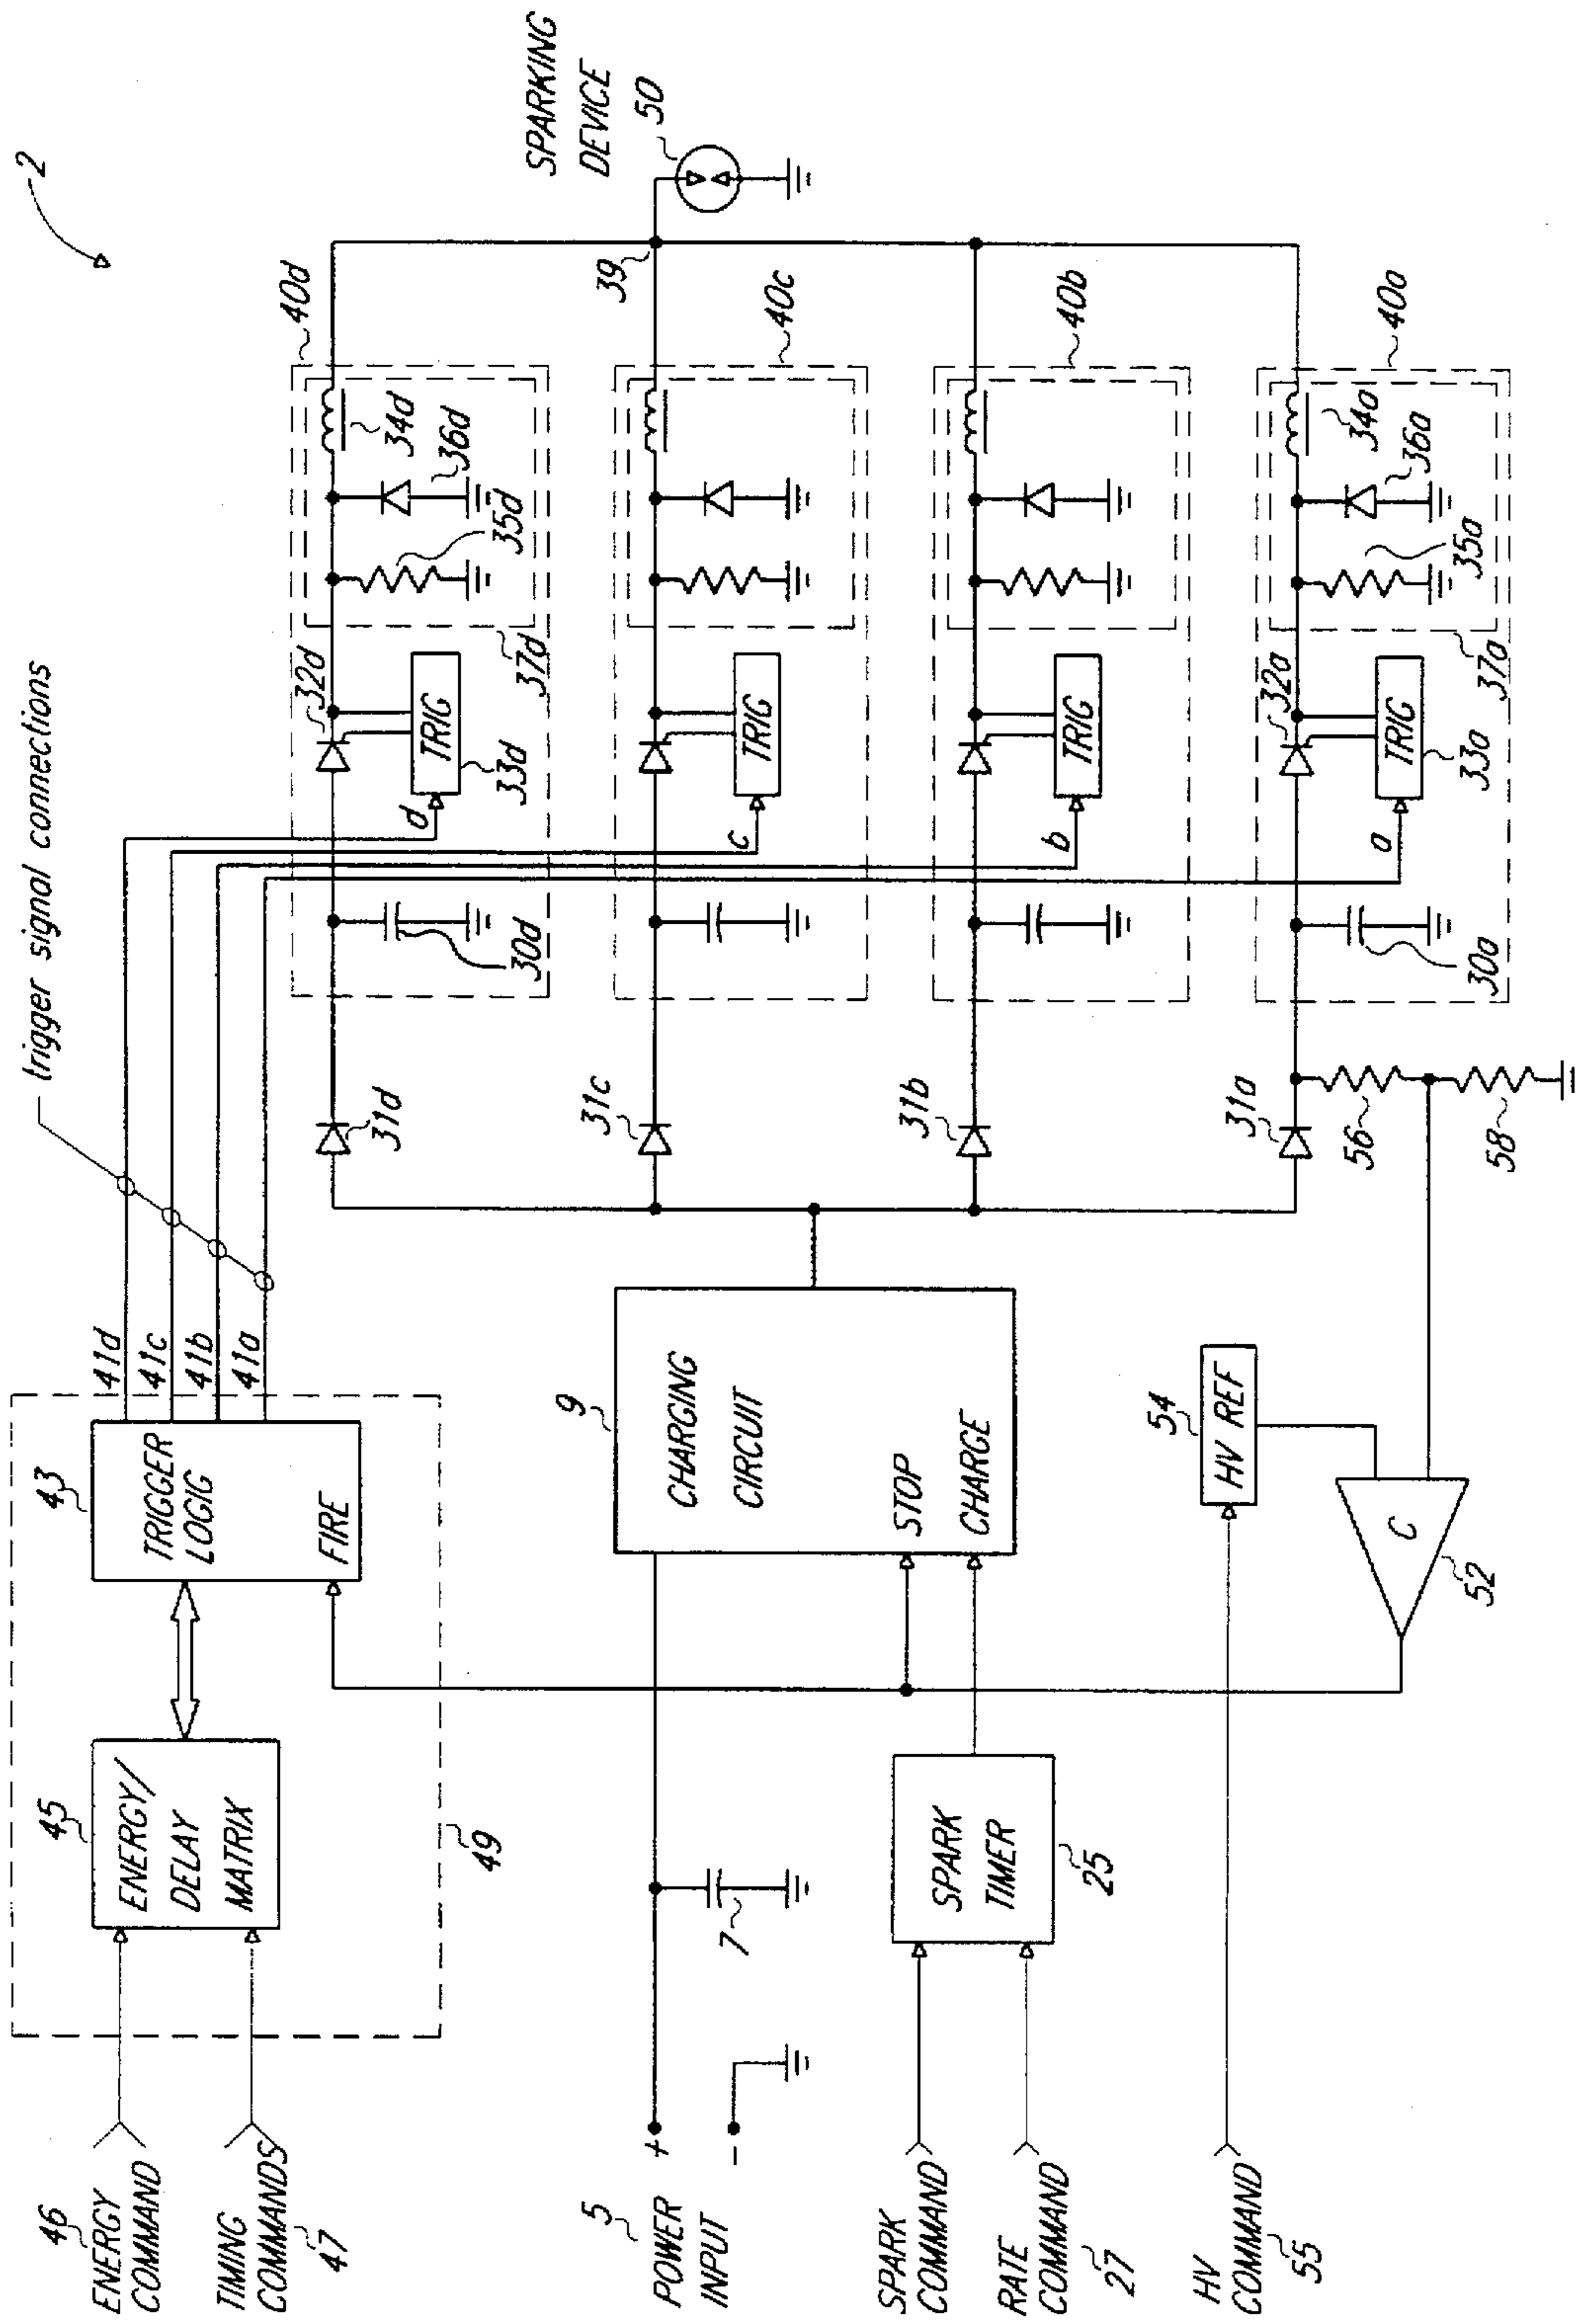 2
trigger signal connections
46
ENERGY
COMMAND
TIMING
COMMANDS
47
45
ENERGY/
DELAY
MATRIX
49
43
TRIGGER
LOGIG
FIRE
41d
41c
41b
41a
5
POWER
INPUT
+
-
7
9
CHARGING
CIRCUIT
STOP
CHARGE
SPARK
COMMAND
RATE
COMMAND
27
SPARK
TIMER
25
HV
COMMAND
55
54
HV REF
C
52
56
58
31d
31c
31b
31a
40d
30d
d
32d
TRIG
33d
37d
35d
36d
34d
40c
c
TRIG
40b
b
TRIG
40a
30a
a
32a
TRIG
33a
37a
35a
36a
34a
39
SPARKING
DEVICE
50